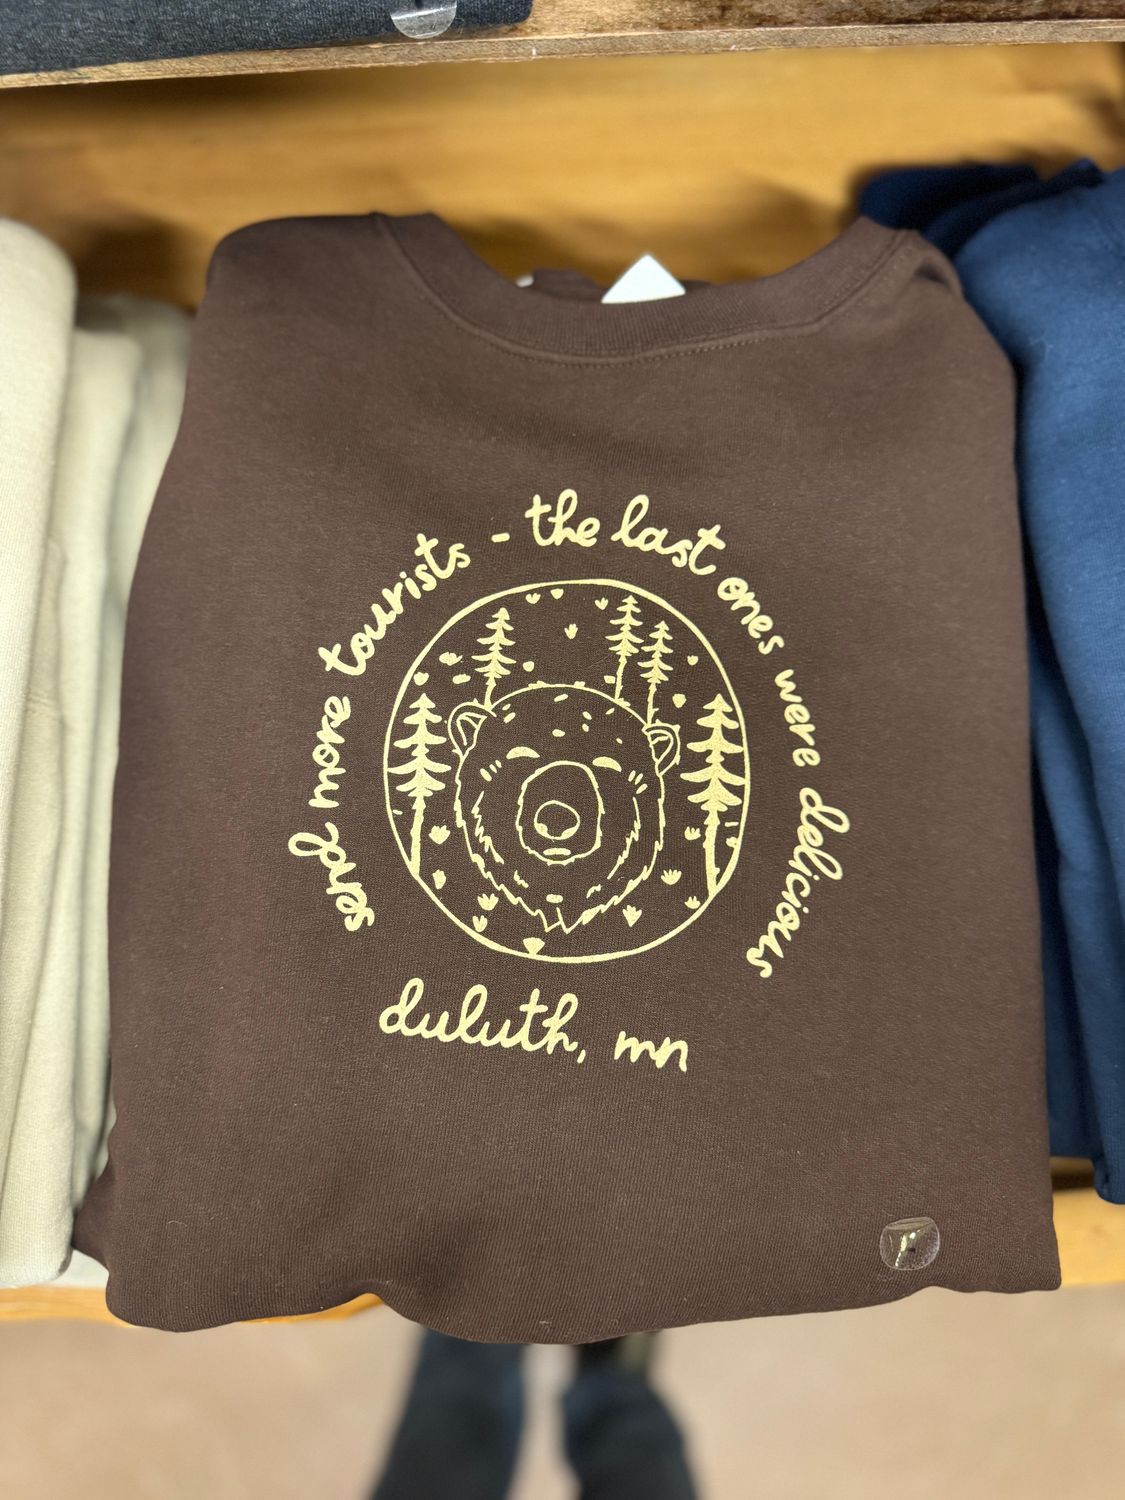 send more tourists - the last ones were delicious
duluth, mn